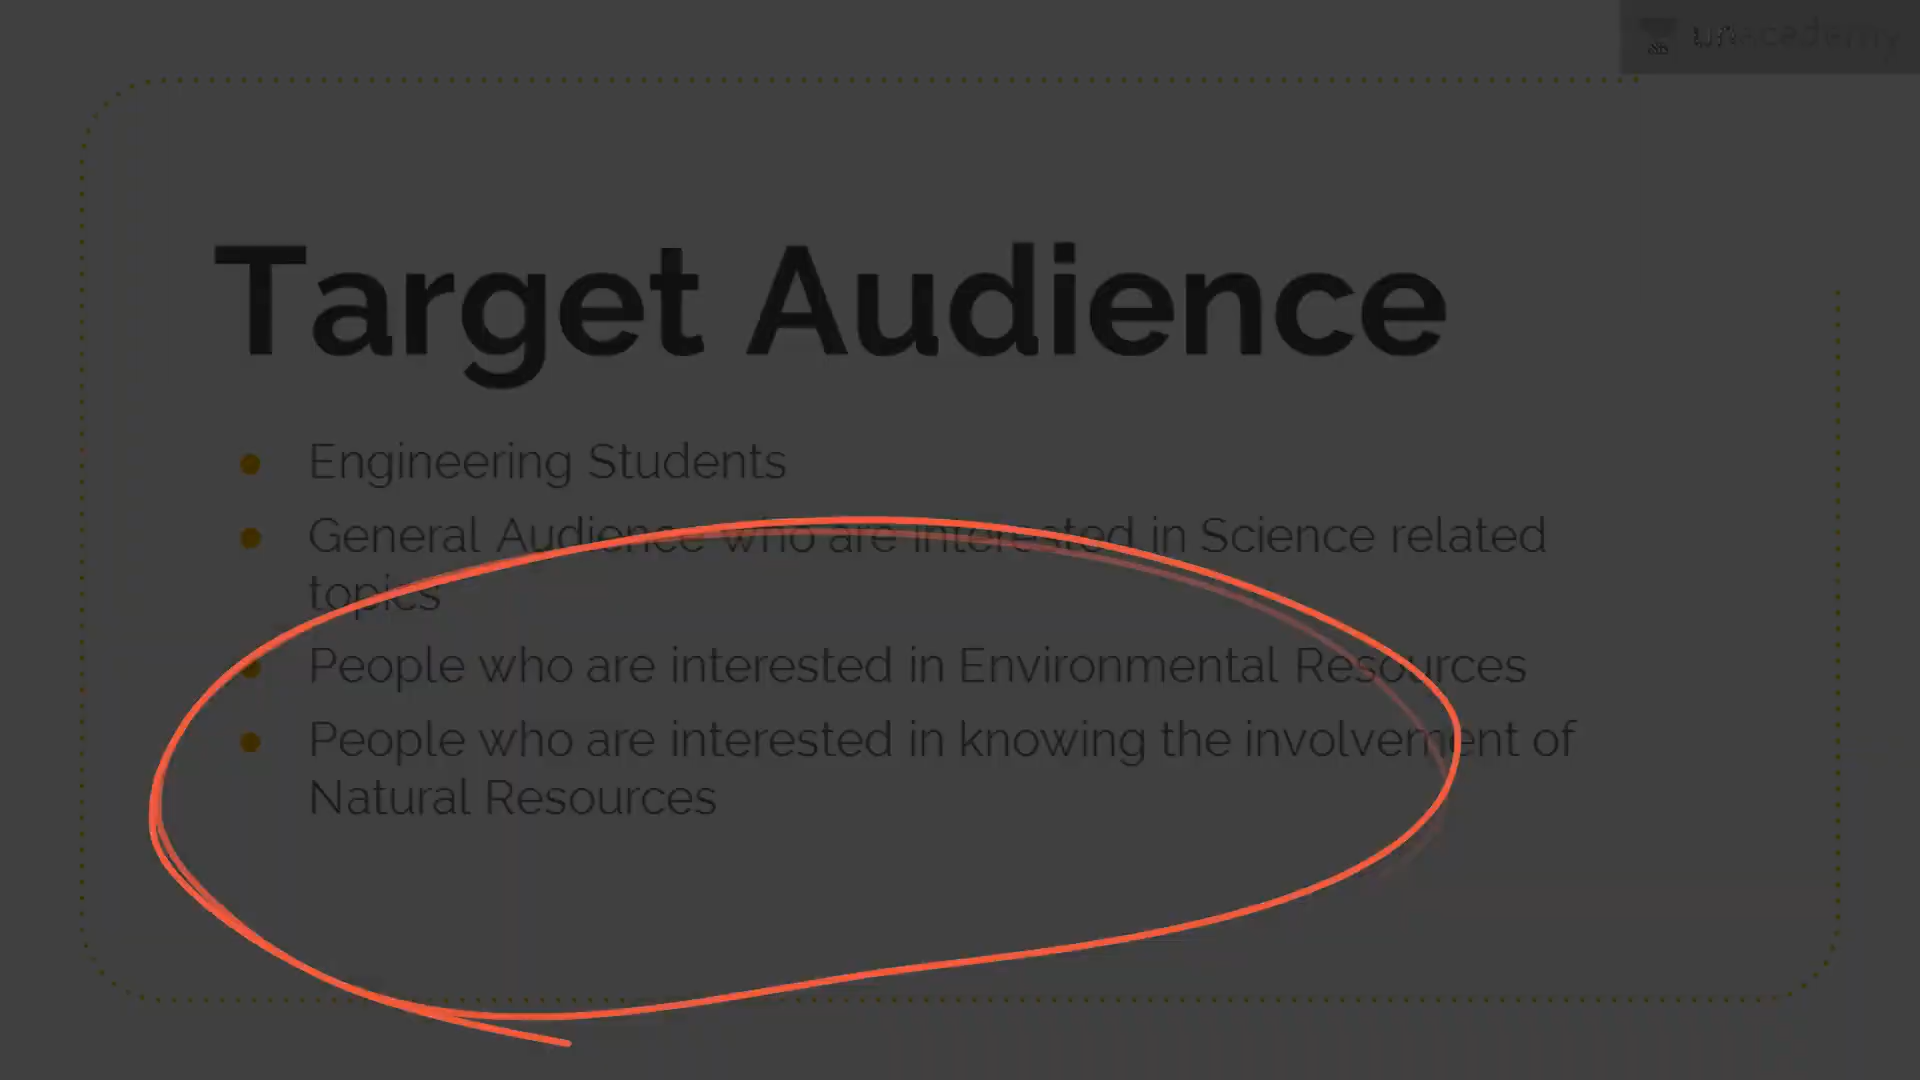 unacademy
Target Audience
Engineering Students
General Audience who are interested in Science related
topics
People who are interested in Environmental Resources
People who are interested in knowing the involvement of
Natural Resources